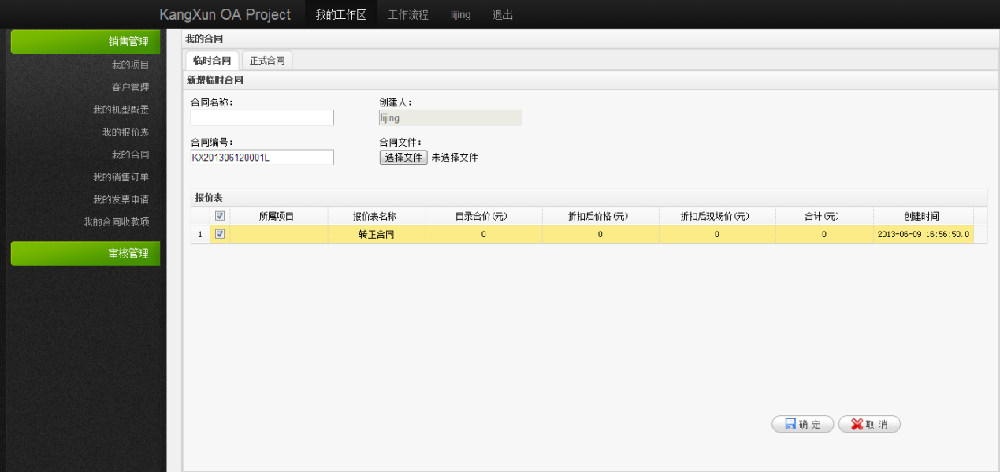 KangXun OA Project 我的工作区 工作流程 lijing 退出
销售管理
我的项目
客户管理
我的机型配置
我的报价表
我的合同
我的销售订单
我的发票申请
我的合同收款项
审核管理
我的合同
临时合同 正式合同
新增临时合同
合同名称: 创建人:
lijing
合同编号: 合同文件:
KX201306120001L 选择文件 未选择文件
报价表
所属项目 报价表名称 目录合价(元) 折扣后价格(元) 折扣后现场价(元) 合计(元) 创建时间
1 转正合同 0 0 0 0 2013-06-09 16:56:50.0
确 定 取 消